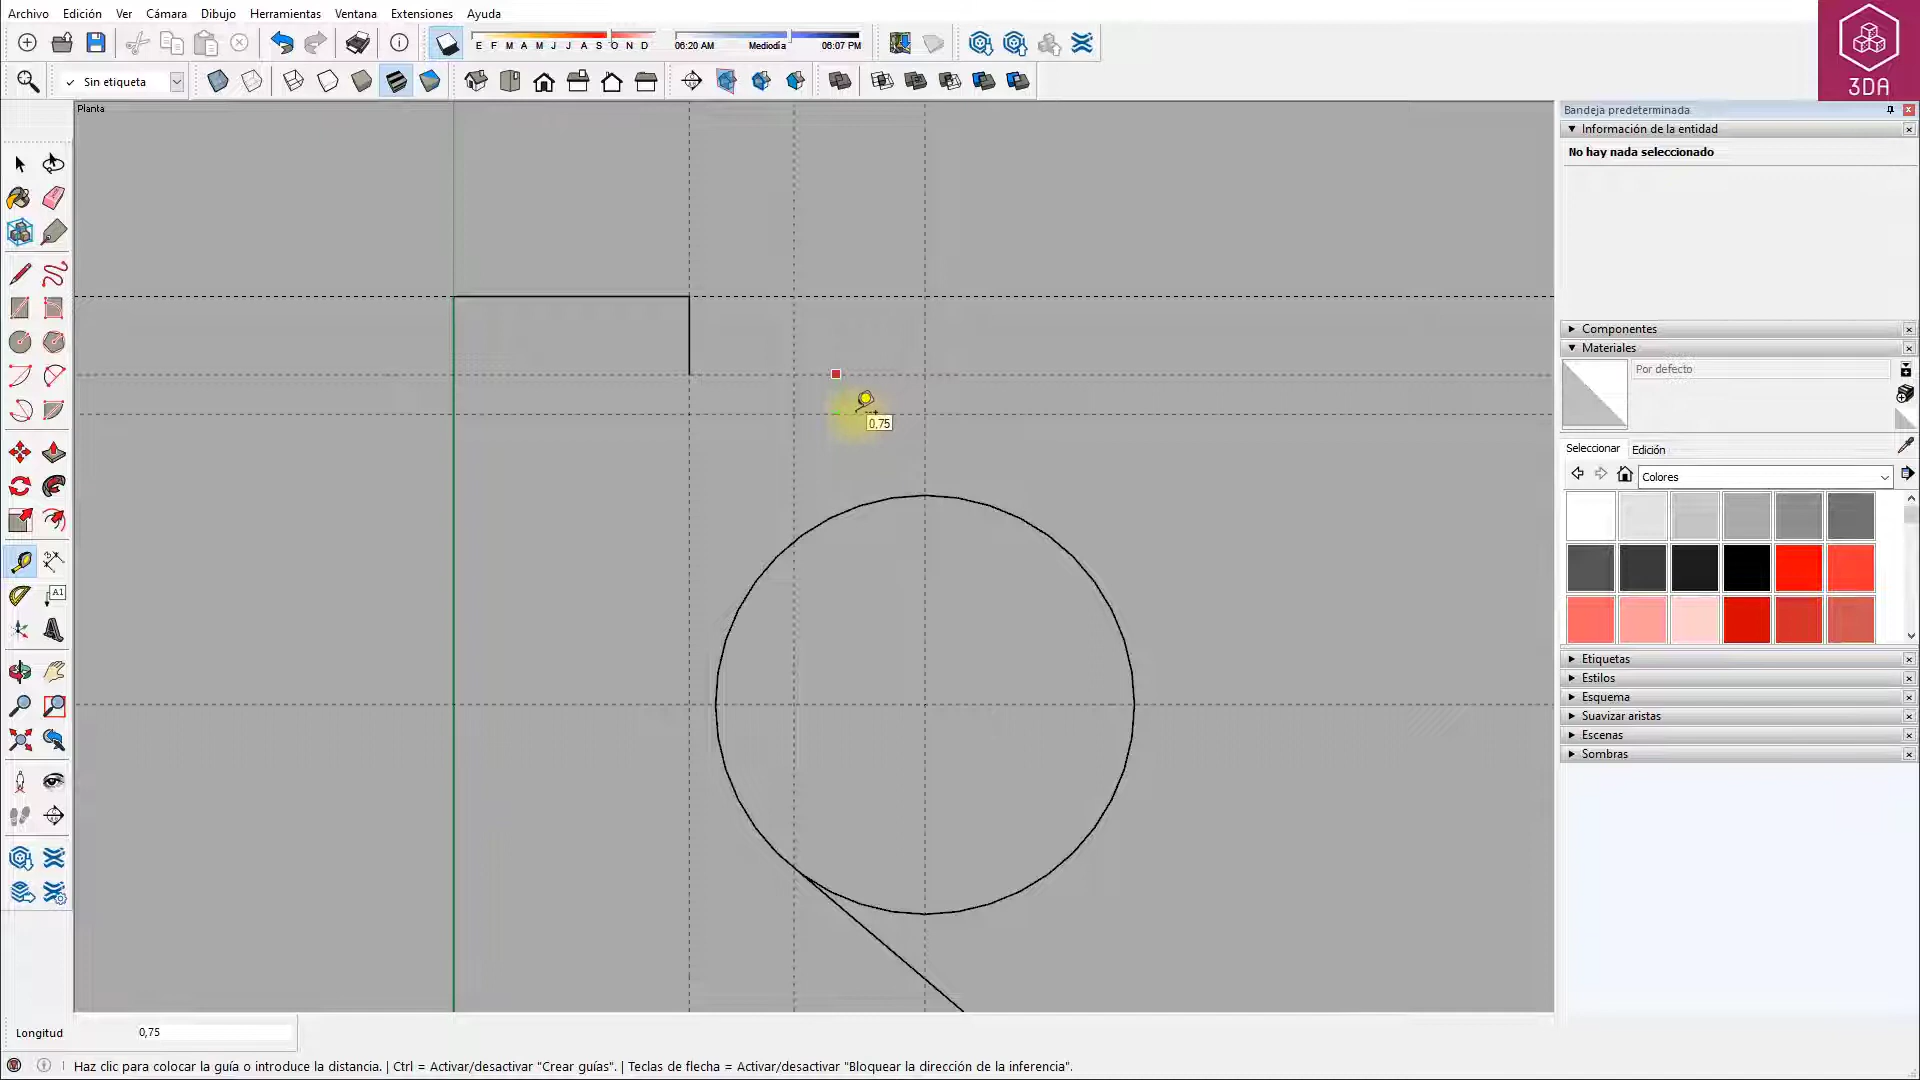 Archivo Edición Ver Cámara Dibujo Herramientas Ventana Extensiones Ayuda
E F M A M J J A S O N D
06:20 AM Mediodía 06:07 PM
3DA
Sin etiqueta
Planta
Bandeja predeterminada
Información de la entidad
No hay nada seleccionado
Componentes
Materiales
Por defecto
0,75
Seleccionar Edición
Colores
A1
Etiquetas
Estilos
Esquema
Suavizar aristas
Escenas
Sombras
Longitud 0,75
Haz clic para colocar la guía o introduce la distancia. | Ctrl = Activar/desactivar "Crear guías". | Teclas de flecha = Activar/desactivar "Bloquear la dirección de la inferencia".